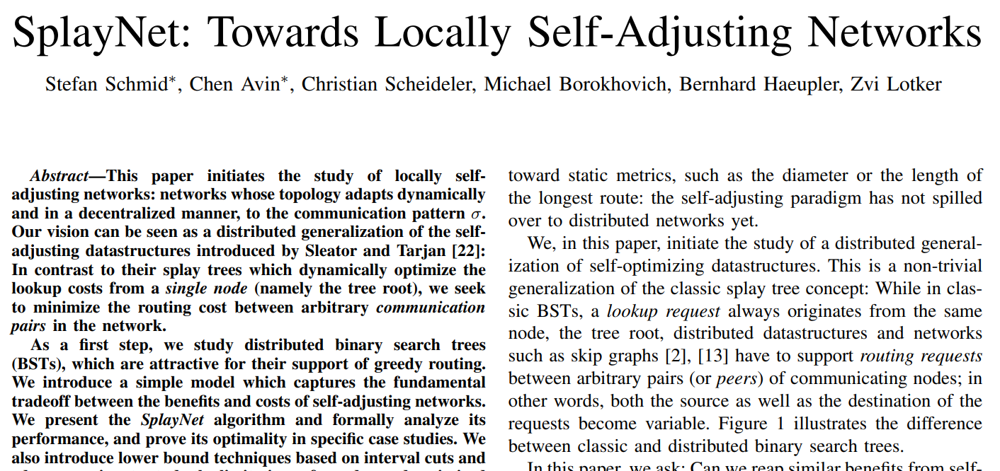 SplayNet: Towards Locally Self-Adjusting Networks
Stefan Schmid*, Chen Avin*, Christian Scheideler, Michael Borokhovich, Bernhard Haeupler, Zvi Lotker
Abstract—This paper initiates the study of locally self-
adjusting networks: networks whose topology adapts dynamically
and in a decentralized manner, to the communication pattern σ.
Our vision can be seen as a distributed generalization of the self-
adjusting datastructures introduced by Sleator and Tarjan [22]:
In contrast to their splay trees which dynamically optimize the
lookup costs from a single node (namely the tree root), we seek
to minimize the routing cost between arbitrary communication
pairs in the network.
As a first step, we study distributed binary search trees
(BSTs), which are attractive for their support of greedy routing.
We introduce a simple model which captures the fundamental
tradeoff between the benefits and costs of self-adjusting networks.
We present the SplayNet algorithm and formally analyze its
performance, and prove its optimality in specific case studies. We
also introduce lower bound techniques based on interval cuts and
toward static metrics, such as the diameter or the length of
the longest route: the self-adjusting paradigm has not spilled
over to distributed networks yet.
We, in this paper, initiate the study of a distributed general-
ization of self-optimizing datastructures. This is a non-trivial
generalization of the classic splay tree concept: While in clas-
sic BSTs, a lookup request always originates from the same
node, the tree root, distributed datastructures and networks
such as skip graphs [2], [13] have to support routing requests
between arbitrary pairs (or peers) of communicating nodes; in
other words, both the source as well as the destination of the
requests become variable. Figure 1 illustrates the difference
between classic and distributed binary search trees.
In this paper, we ask: Can we reap similar benefits from self-